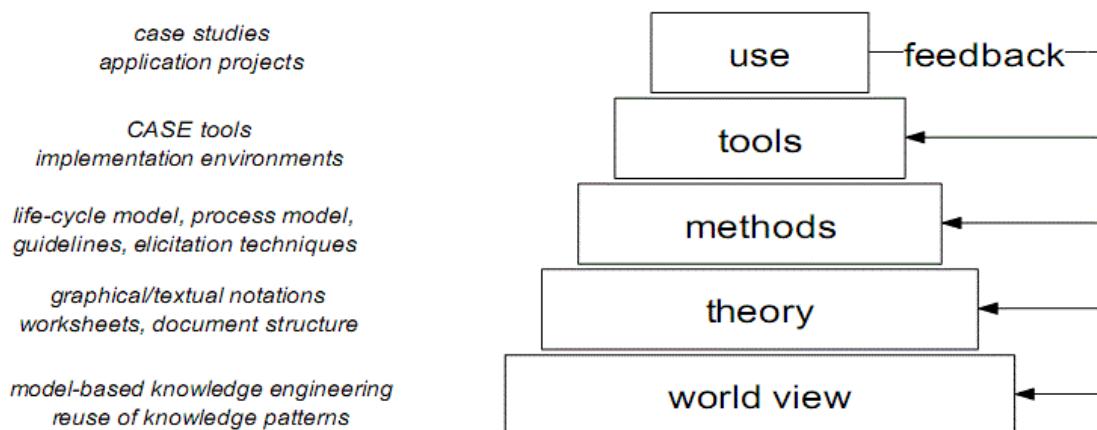 case studies
application projects
use
feedback
CASE tools
implementation environments
tools
life-cycle model, process model,
guidelines, elicitation techniques
methods
graphical/textual notations
worksheets, document structure
theory
model-based knowledge engineering
reuse of knowledge patterns
world view